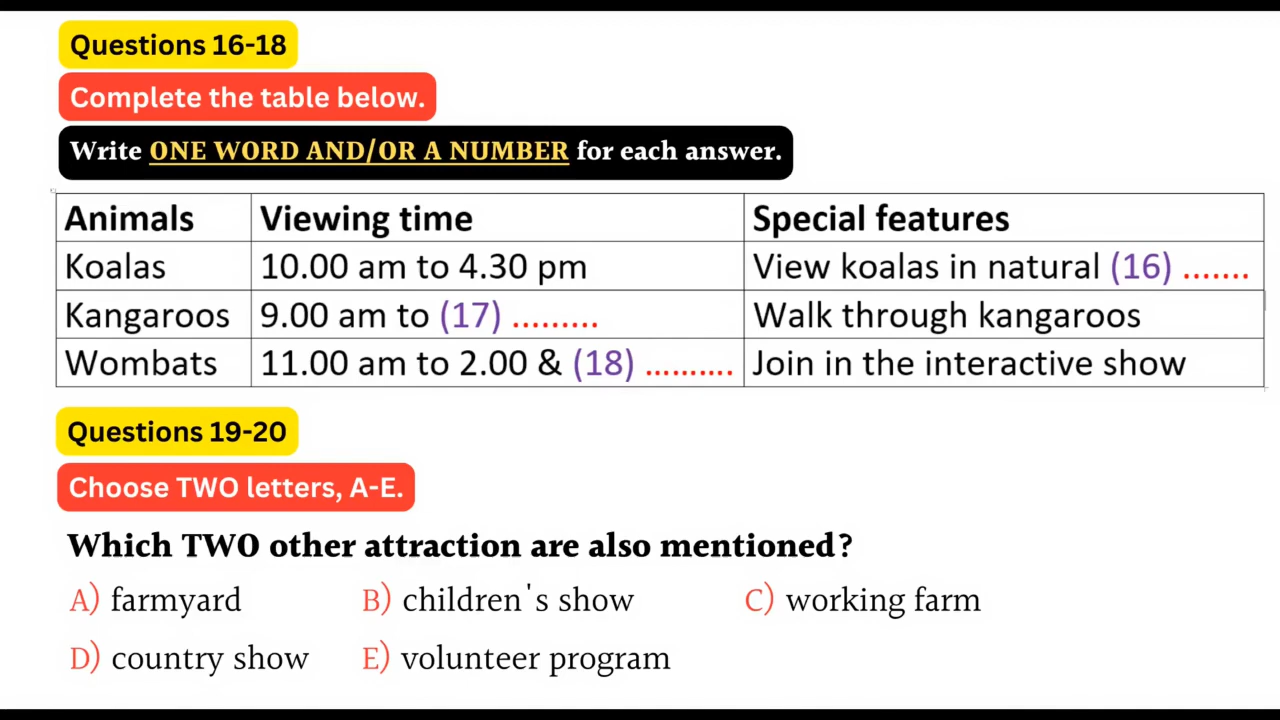 Questions 16-18
Complete the table below.
Write ONE WORD AND/OR A NUMBER for each answer.
Animals Viewing time Special features
Koalas 10.00 am to 4.30 pm View koalas in natural (16) .......
Kangaroos 9.00 am to (17) ......... Walk through kangaroos
Wombats 11.00 am to 2.00 & (18) .......... Join in the interactive show
Questions 19-20
Choose TWO letters, A-E.
Which TWO other attraction are also mentioned?
A) farmyard B) children's show C) working farm
D) country show E) volunteer program